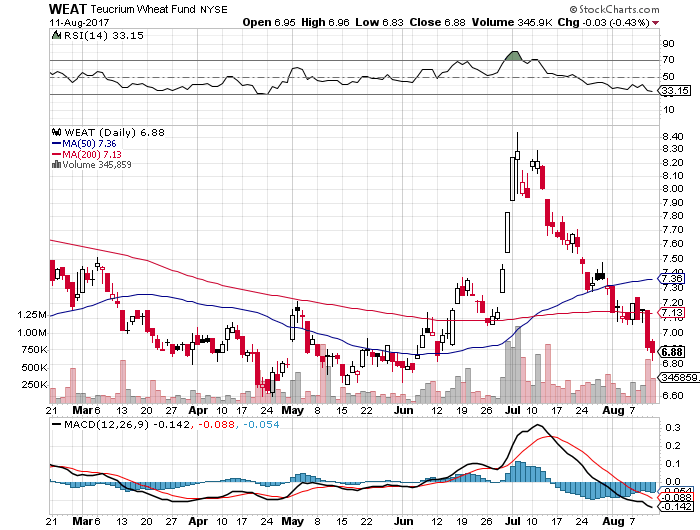 WEAT Teucrium Wheat Fund NYSE © StockCharts.com
11-Aug-2017 Open 6.95 High 6.96 Low 6.83 Close 6.88 Volume 345.9K Chg -0.03 (-0.43%)
RSI(14) 33.15
90
70
50
33.15
30
10
WEAT (Daily) 6.88
MA(50) 7.36
MA(200) 7.13
Volume 345,859
8.40
8.30
8.20
8.10
8.00
7.90
7.80
7.70
7.60
7.50
7.40
7.36
7.30
7.20
7.13
7.00
6.88
6.80
345859
6.60
1.25M
1.00M
750K
500K
250K
21 Mar 6 13 20 27 Apr 10 17 24 May 8 15 22 Jun 12 19 26 Jul 10 17 24 Aug 7
MACD(12,26,9) -0.142, -0.088, -0.054
0.3
0.2
0.1
0.0
-0.054
-0.088
-0.142
21 Mar 6 13 20 27 Apr 10 17 24 May 8 15 22 Jun 12 19 26 Jul 10 17 24 Aug 7